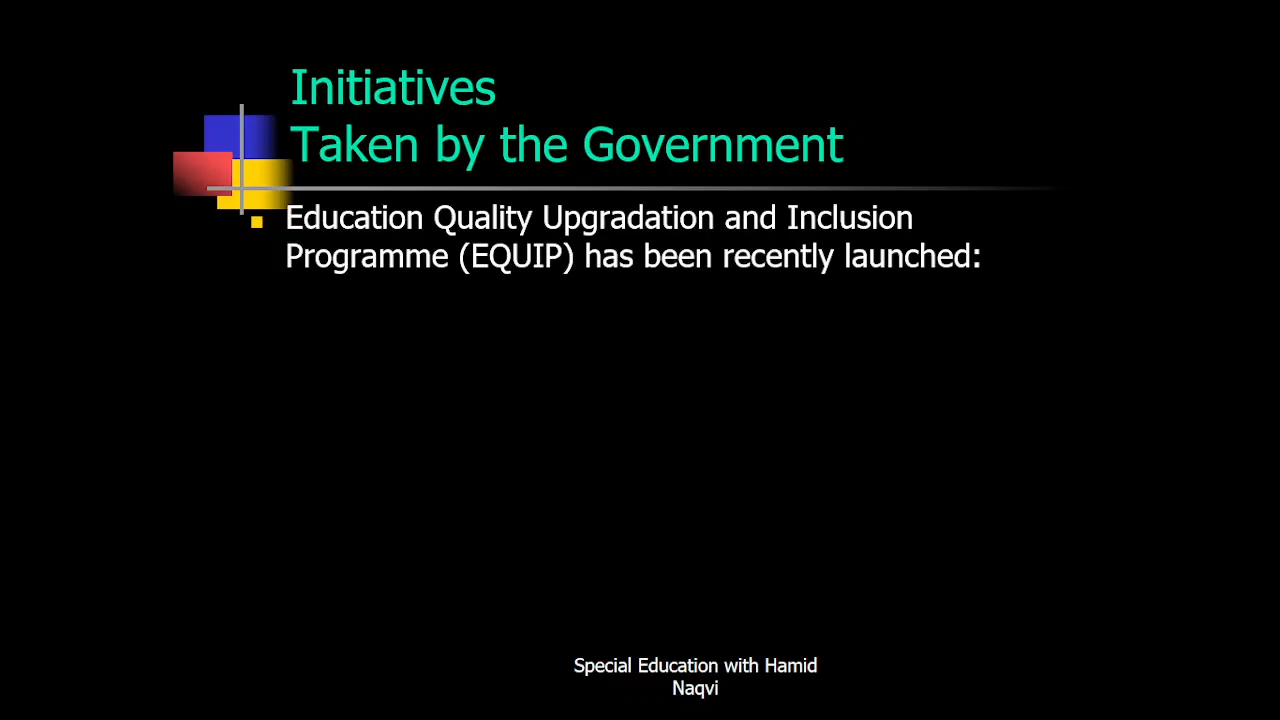 Initiatives
Taken by the Government
Education Quality Upgradation and Inclusion
Programme (EQUIP) has been recently launched:
Special Education with Hamid
Naqvi